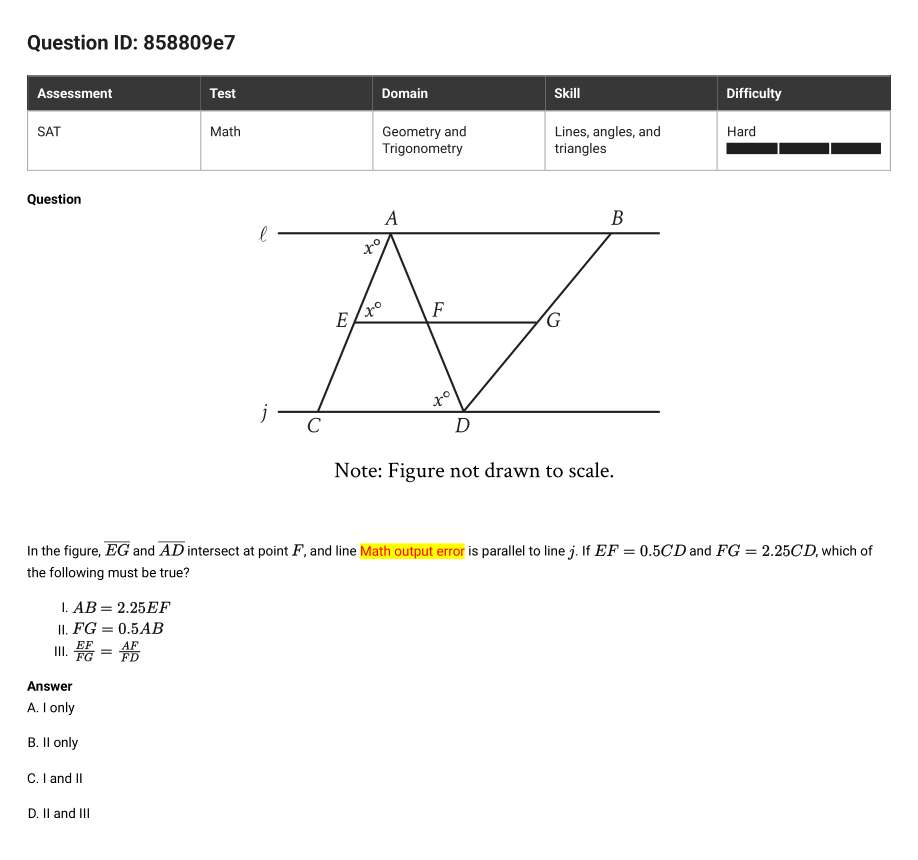 Question ID: 858809e7
Assessment Test Domain Skill Difficulty
SAT Math Geometry and Trigonometry Lines, angles, and triangles Hard
Question
A B
ℓ
x°
E x° F G
x°
j
C D
Note: Figure not drawn to scale.
In the figure, \overline{EG} and \overline{AD} intersect at point F, and line Math output error is parallel to line j. If EF = 0.5CD and FG = 2.25CD, which of
the following must be true?
I. AB = 2.25EF
II. FG = 0.5AB
III. EF/FG = AF/FD
Answer
A. I only
B. II only
C. I and II
D. II and III